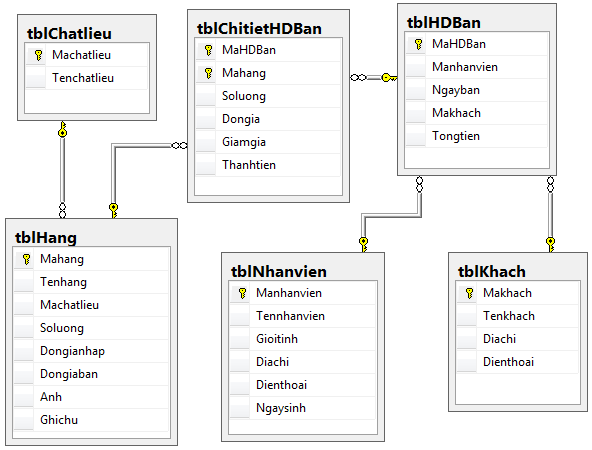 tblChatlieu
Machatlieu
Tenchatlieu
tblChitietHDBan
MaHDBan
Mahang
Soluong
Dongia
Giamgia
Thanhtien
tblHDBan
MaHDBan
Manhanvien
Ngayban
Makhach
Tongtien
tblHang
Mahang
Tenhang
Machatlieu
Soluong
Dongianhap
Dongiaban
Anh
Ghichu
tblNhanvien
Manhanvien
Tennhanvien
Gioitinh
Diachi
Dienthoai
Ngaysinh
tblKhach
Makhach
Tenkhach
Diachi
Dienthoai